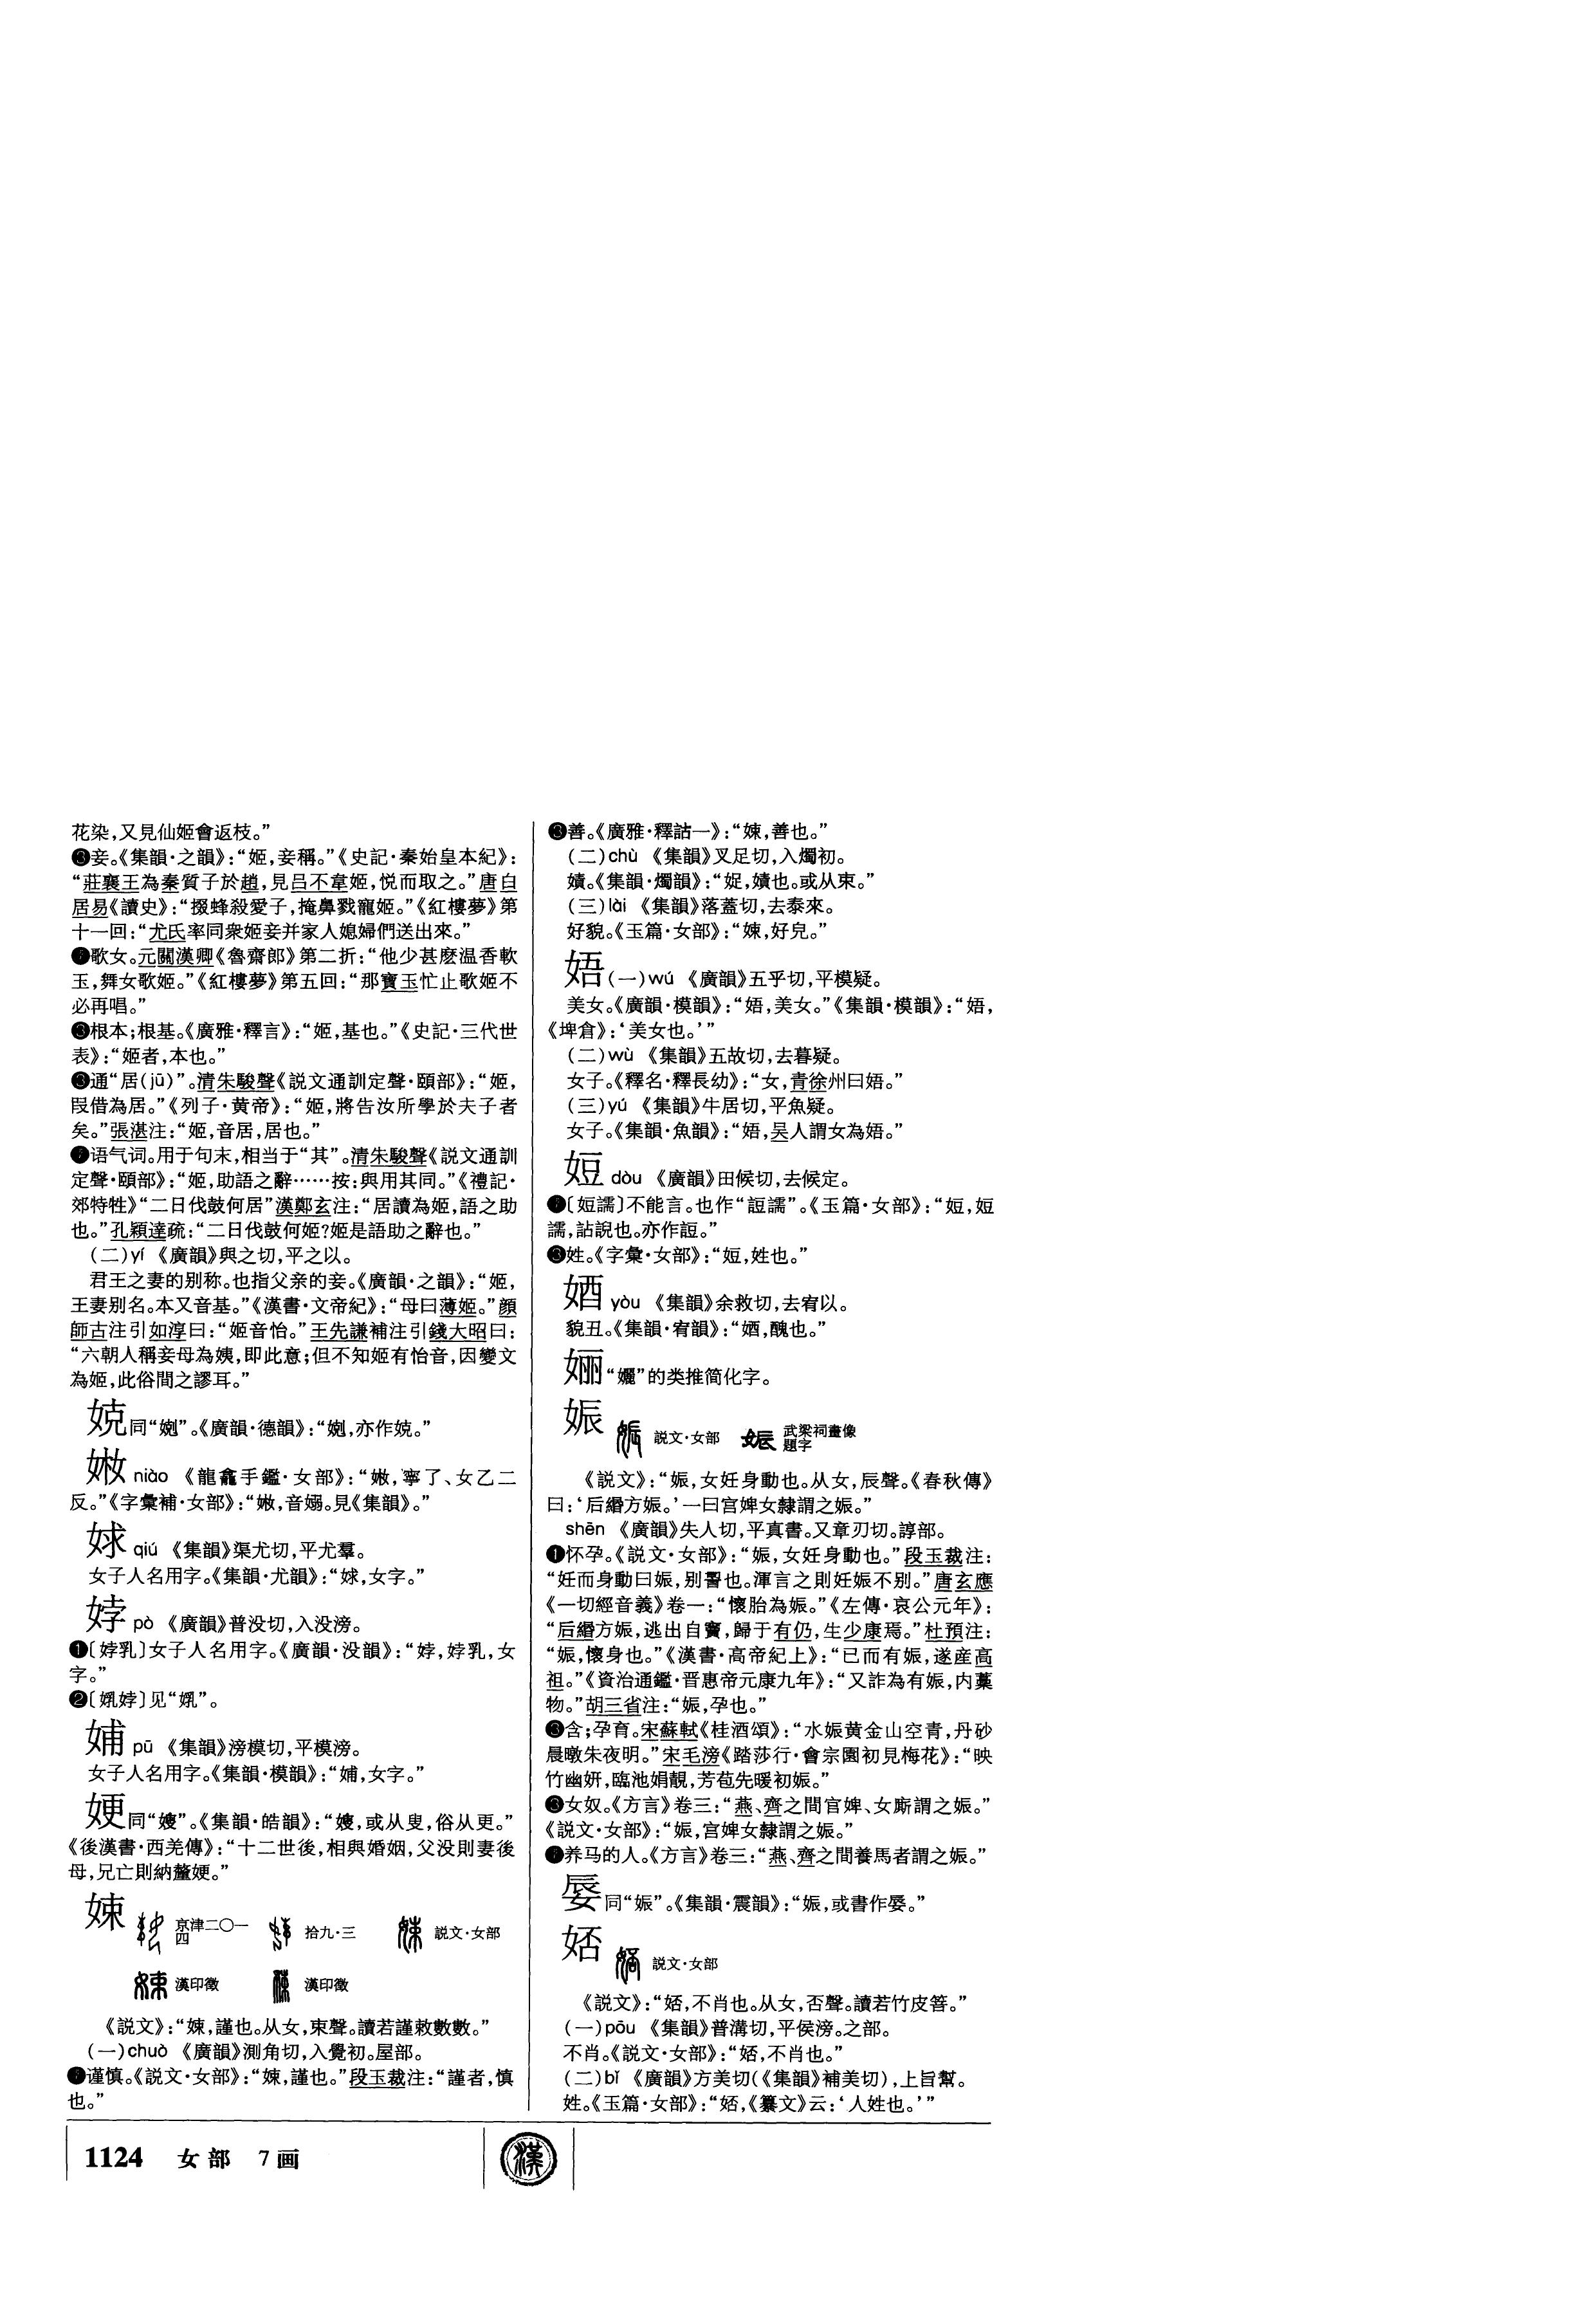 花染，又見仙姬會返枝。”
❸妾。《集韻·之韻》：“姬，妾稱。”《史記·秦始皇本紀》：
“莊襄王為秦質子於趙，見吕不韋姬，悦而取之。”唐白
居易《讀史》：“掇蜂殺愛子，掩鼻戮寵姬。”《紅樓夢》第
十一回：“尤氏率同衆姬妾并家人媳婦們送出來。”
歌女。元關漢卿《魯齋郎》第二折：“他少甚麽温香軟
玉，舞女歌姬。”《紅樓夢》第五回：“那寶玉忙止歌姬不
必再唱。”
根本；根基。《廣雅·釋言》：“姬，基也。”《史記·三代世
表》：“姬者，本也。”
通“居(jū)”。清朱駿聲《説文通訓定聲·頤部》：“姬，
叚借為居。”《列子·黄帝》：“姬，將告汝所學於夫子者
矣。”張湛注：“姬，音居，居也。”
❼语气词。用于句末，相当于“其”。清朱駿聲《説文通訓
定聲·頤部》：“姬，助語之辭……按：與用其同。”《禮記·
郊特牲》“二日伐鼓何居”漢鄭玄注：“居讀為姬，語之助
也。”孔穎達疏：“二日伐鼓何姬？姬是語助之辭也。”
（二）yí 《廣韻》與之切，平之以。
君王之妻的别称。也指父亲的妾。《廣韻·之韻》：“姬，
王妻别名。本又音基。”《漢書·文帝紀》：“母曰薄姬。”顔
師古注引如淳曰：“姬音怡。”王先謙補注引錢大昭曰：
“六朝人稱妾母為姨，即此意；但不知姬有怡音，因變文
為姬，此俗間之謬耳。”
㛯同“㜸”。《廣韻·德韻》：“亦作
niào 《龍龕手鑑·女部》：“寧了、女乙二
反。”《字彙補·女部》：“音嫋。見《集韻》。”
㛏 qiú 《集韻》渠尤切，平尤羣。
女子人名用字。《集韻·尤韻》：“㛏，女字。”
㛘 pò 《廣韻》普没切，入没滂。
❶〔㛘乳〕女子人名用字。《廣韻·没韻》：“㛘，㛘乳，女
字。”
❷〔㛘〕见
㛔 pū 《集韻》滂模切，平模滂。
女子人名用字。《集韻·模韻》：“㛔，女字。”
㛐同“嫂”。《集韻·皓韻》：“嫂，或从叟，俗从更。”
《後漢書·西羌傳》：“十二世後，相與婚姻，父没則妻後
母，兄亡則納釐㛐。”
娕 京津二〇一四 拾九·三 説文·女部
漢印徵 漢印徵
《説文》：“娕，謹也。从女，束聲。讀若謹敕數數。”
（一）chuò 《廣韻》測角切，入覺初。屋部。
谨慎。《説文·女部》：“娕，謹也。”段玉裁注：“謹者，慎
也。”
善。《廣雅·釋詁一》：“娕，善也。”
（二）chù 《集韻》叉足切，入燭初。
嬻。《集韻·燭韻》：“娖，嬻也。或从束。”
（三）lài 《集韻》落蓋切，去泰來。
好貌。《玉篇·女部》：“娕，好皃。”
娪（一）wú 《廣韻》五乎切，平模疑。
美女。《廣韻·模韻》：“娪，美女。”《集韻·模韻》：“娪，
《埤倉》：‘美女也。’”
（二）wù 《集韻》五故切，去暮疑。
女子。《釋名·釋長幼》：“女，青徐州曰娪。”
（三）yú 《集韻》牛居切，平魚疑。
女子。《集韻·魚韻》：“娪，吴人謂女為娪。”
㛒 dòu 《廣韻》田候切，去候定。
〔㛒譳〕不能言。也作“䛠譳”。《玉篇·女部》：“㛒，㛒
譳，詀䛅也。亦作䛠。”
姓。《字彙·女部》：“㛒，姓也。”
yòu 《集韻》余救切，去宥以。
貌丑。《集韻·宥韻》：“醜也。”
㛤“孋”的类推简化字。
娠 説文·女部 武梁祠畫像題字
《説文》：“娠，女妊身動也。从女，辰聲。《春秋傳》
曰：‘后緡方娠。’一曰宫婢女隸謂之娠。”
shēn 《廣韻》失人切，平真書。又章刃切。諄部。
❶怀孕。《説文·女部》：“娠，女妊身動也。”段玉裁注：
“妊而身動曰娠，别詈也。渾言之則妊娠不别。”唐玄應
《一切經音義》卷一：“懷胎為娠。”《左傳·哀公元年》：
“后緡方娠，逃出自竇，歸于有仍，生少康焉。”杜預注：
“娠，懷身也。”《漢書·高帝紀上》：“已而有娠，遂産高
祖。”《資治通鑑·晋惠帝元康九年》：“又詐為有娠，内藁
物。”胡三省注：“娠，孕也。”
含；孕育。宋蘇軾《桂酒頌》：“水娠黄金山空青，丹砂
晨暾朱夜明。”宋毛滂《踏莎行·會宗園初見梅花》：“映
竹幽妍，臨池娟靚，芳苞先暖初娠。”
❸女奴。《方言》卷三：“燕、齊之間官婢、女廝謂之娠。”
《説文·女部》：“娠，宫婢女隸謂之娠。”
养马的人。《方言》卷三：“燕、齊之間養馬者謂之娠。”
㖘同“娠”。《集韻·震韻》：“娠，或書作
娝 説文·女部
《説文》：“娝，不肖也。从女，否聲。讀若竹皮箁。”
（一）pōu 《集韻》普溝切，平侯滂。之部。
不肖。《説文·女部》：“娝，不肖也。”
（二）bǐ 《廣韻》方美切（《集韻》補美切），上旨幫。
姓。《玉篇·女部》：“娝，《纂文》云：‘人姓也。’”
1124 女部 7画
漢